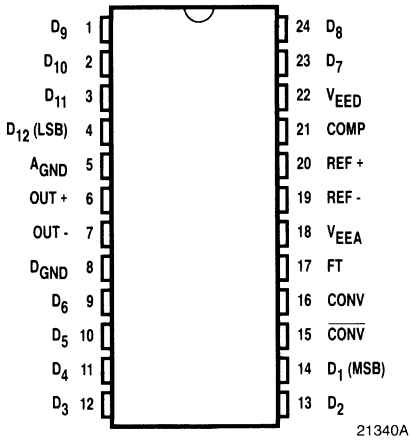 D9 1 24 D8
D10 2 23 D7
D11 3 22 VEED
D12 (LSB) 4 21 COMP
AGND 5 20 REF +
OUT + 6 19 REF -
OUT - 7 18 VEEA
DGND 8 17 FT
D6 9 16 CONV
D5 10 15 C̅O̅N̅V̅
D4 11 14 D1 (MSB)
D3 12 13 D2
21340A